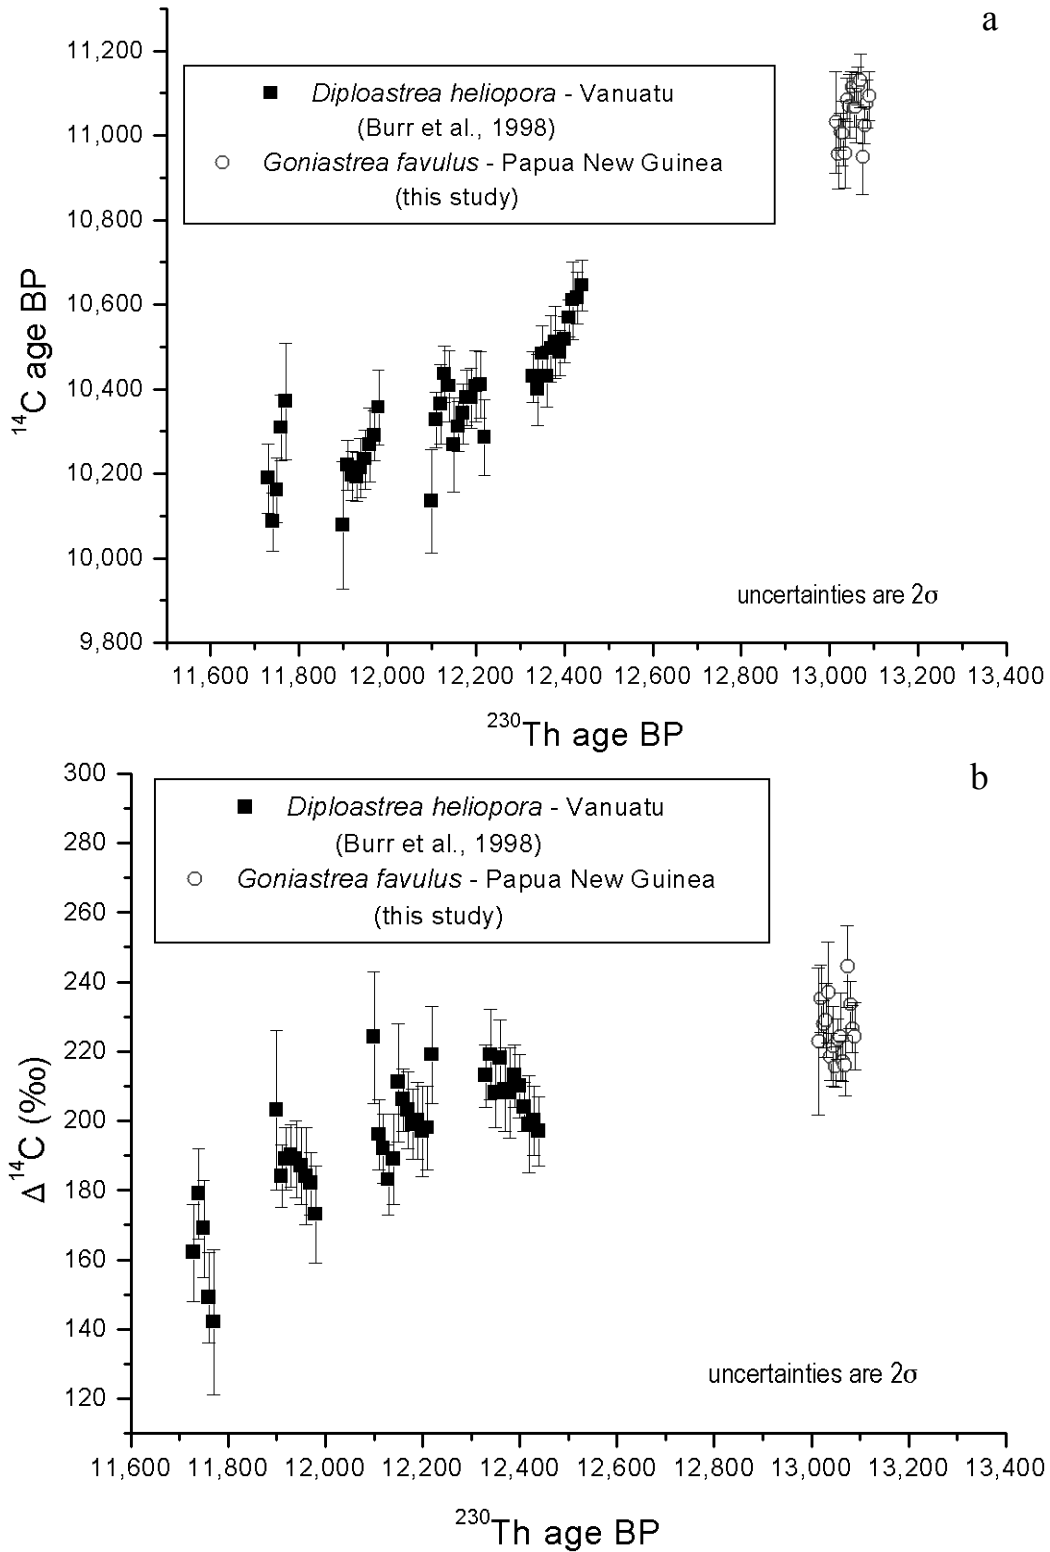 a
11,200
11,000
10,800
10,600
10,400
10,200
10,000
9,800
¹⁴C age BP
Diploastrea heliopora - Vanuatu
(Burr et al., 1998)
Goniastrea favulus - Papua New Guinea
(this study)
uncertainties are 2σ
11,600 11,800 12,000 12,200 12,400 12,600 12,800 13,000 13,200 13,400
²³⁰Th age BP
b
300
280
260
240
220
200
180
160
140
120
Δ¹⁴C (‰)
Diploastrea heliopora - Vanuatu
(Burr et al., 1998)
Goniastrea favulus - Papua New Guinea
(this study)
uncertainties are 2σ
11,600 11,800 12,000 12,200 12,400 12,600 12,800 13,000 13,200 13,400
²³⁰Th age BP